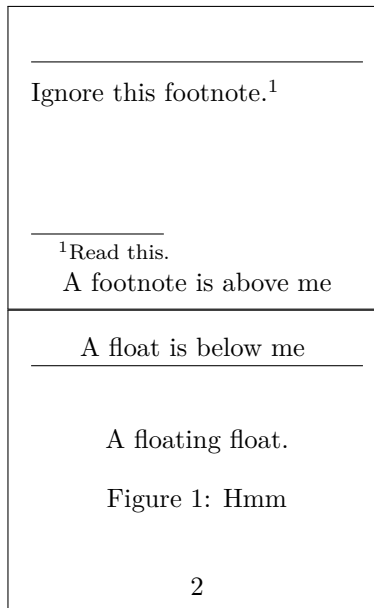 Ignore this footnote.¹
¹Read this.
A footnote is above me
A float is below me
A floating float.
Figure 1: Hmm
2